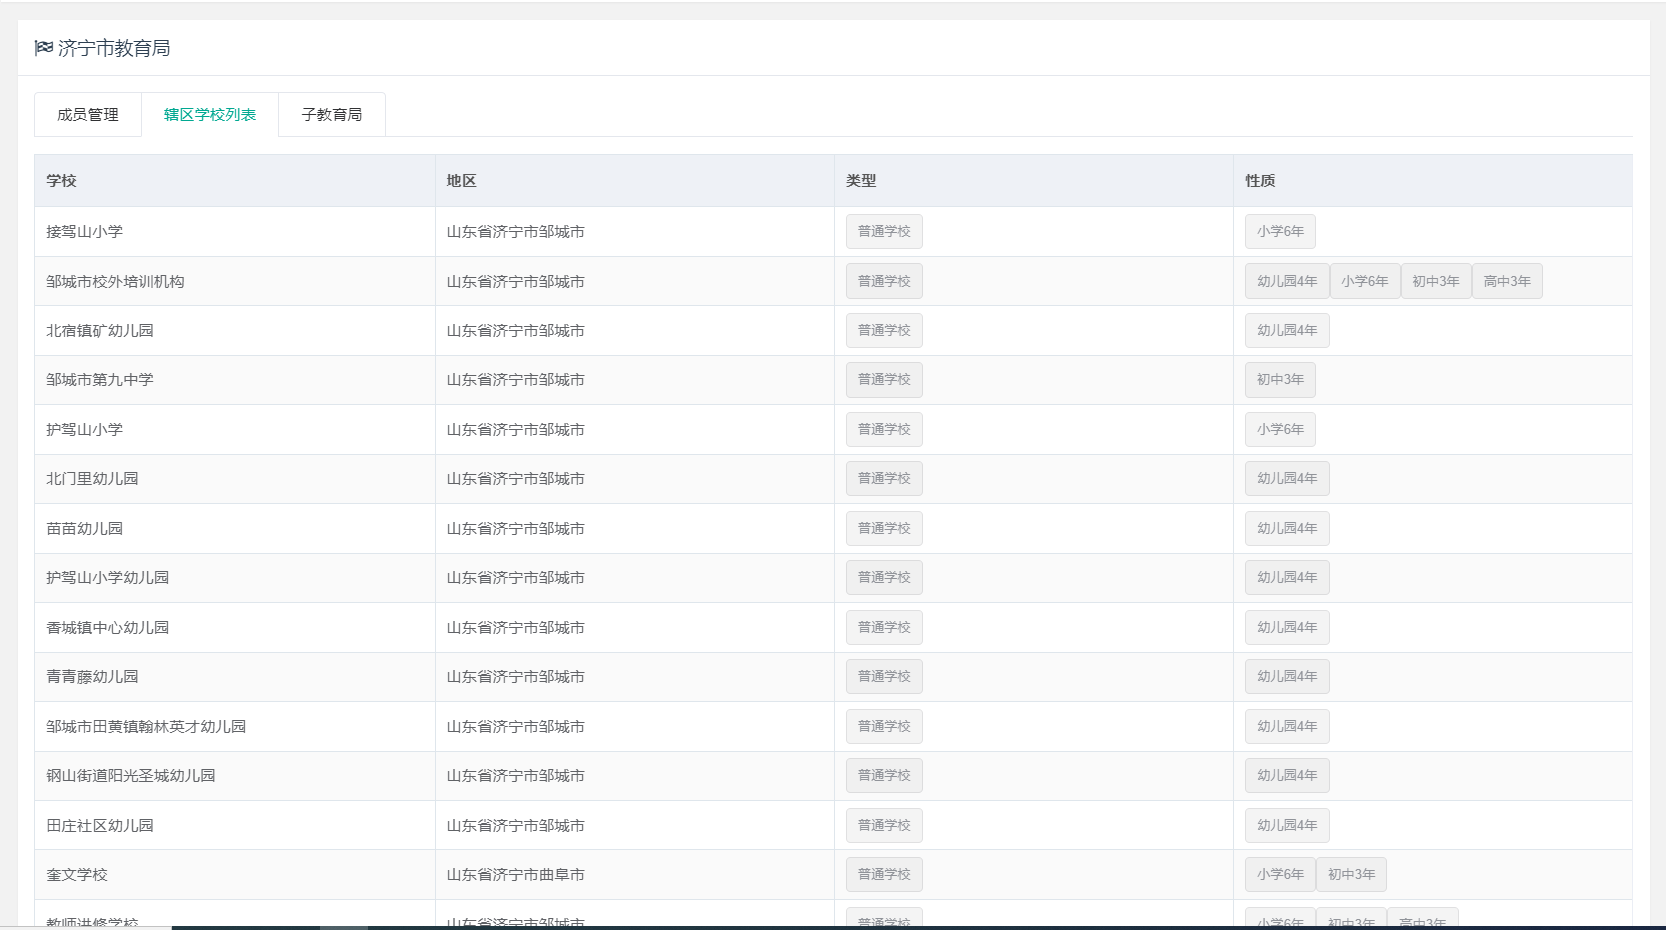 济宁市教育局
成员管理 辖区学校列表 子教育局
学校 地区 类型 性质
接驾山小学 山东省济宁市邹城市 普通学校 小学6年
邹城市校外培训机构 山东省济宁市邹城市 普通学校 幼儿园4年 小学6年 初中3年 高中3年
北宿镇矿幼儿园 山东省济宁市邹城市 普通学校 幼儿园4年
邹城市第九中学 山东省济宁市邹城市 普通学校 初中3年
护驾山小学 山东省济宁市邹城市 普通学校 小学6年
北门里幼儿园 山东省济宁市邹城市 普通学校 幼儿园4年
苗苗幼儿园 山东省济宁市邹城市 普通学校 幼儿园4年
护驾山小学幼儿园 山东省济宁市邹城市 普通学校 幼儿园4年
香城镇中心幼儿园 山东省济宁市邹城市 普通学校 幼儿园4年
青青藤幼儿园 山东省济宁市邹城市 普通学校 幼儿园4年
邹城市田黄镇翰林英才幼儿园 山东省济宁市邹城市 普通学校 幼儿园4年
钢山街道阳光圣城幼儿园 山东省济宁市邹城市 普通学校 幼儿园4年
田庄社区幼儿园 山东省济宁市邹城市 普通学校 幼儿园4年
奎文学校 山东省济宁市曲阜市 普通学校 小学6年 初中3年
教师进修学校 山东省济宁市邹城市 普通学校 小学6年 初中3年 高中3年